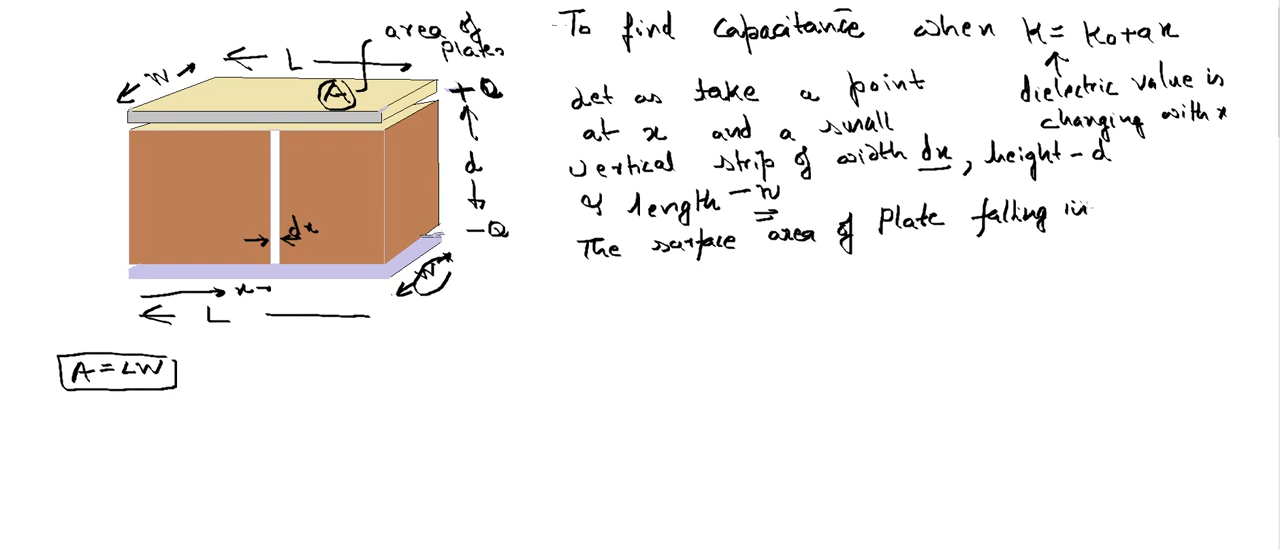 area of
plates
L
W
A
+Q
d
-Q
dx
W
x
L
A = LW
To find capacitance when K = K₀+ax
dielectric value is
changing with x
Let us take a point
at x and a small
vertical strip of width dx, height - d
& length - W
The surface area of plate falling in